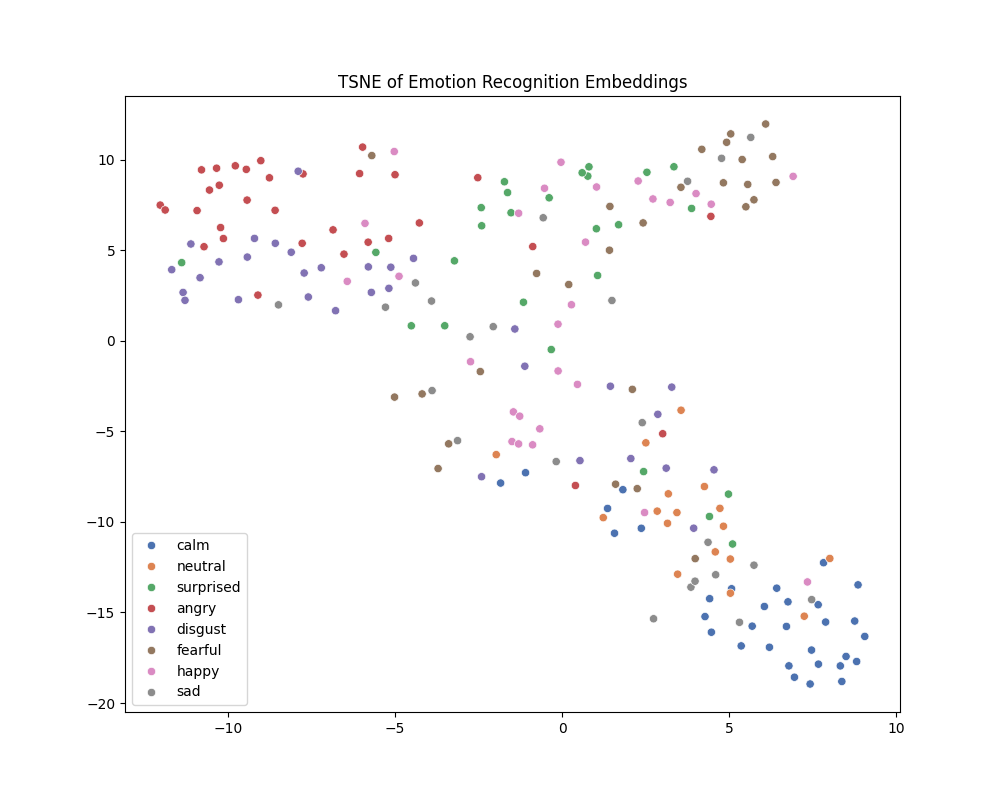 TSNE of Emotion Recognition Embeddings
10
5
0
−5
−10
−15
−20
calm
neutral
surprised
angry
disgust
fearful
happy
sad
−10
−5
0
5
10